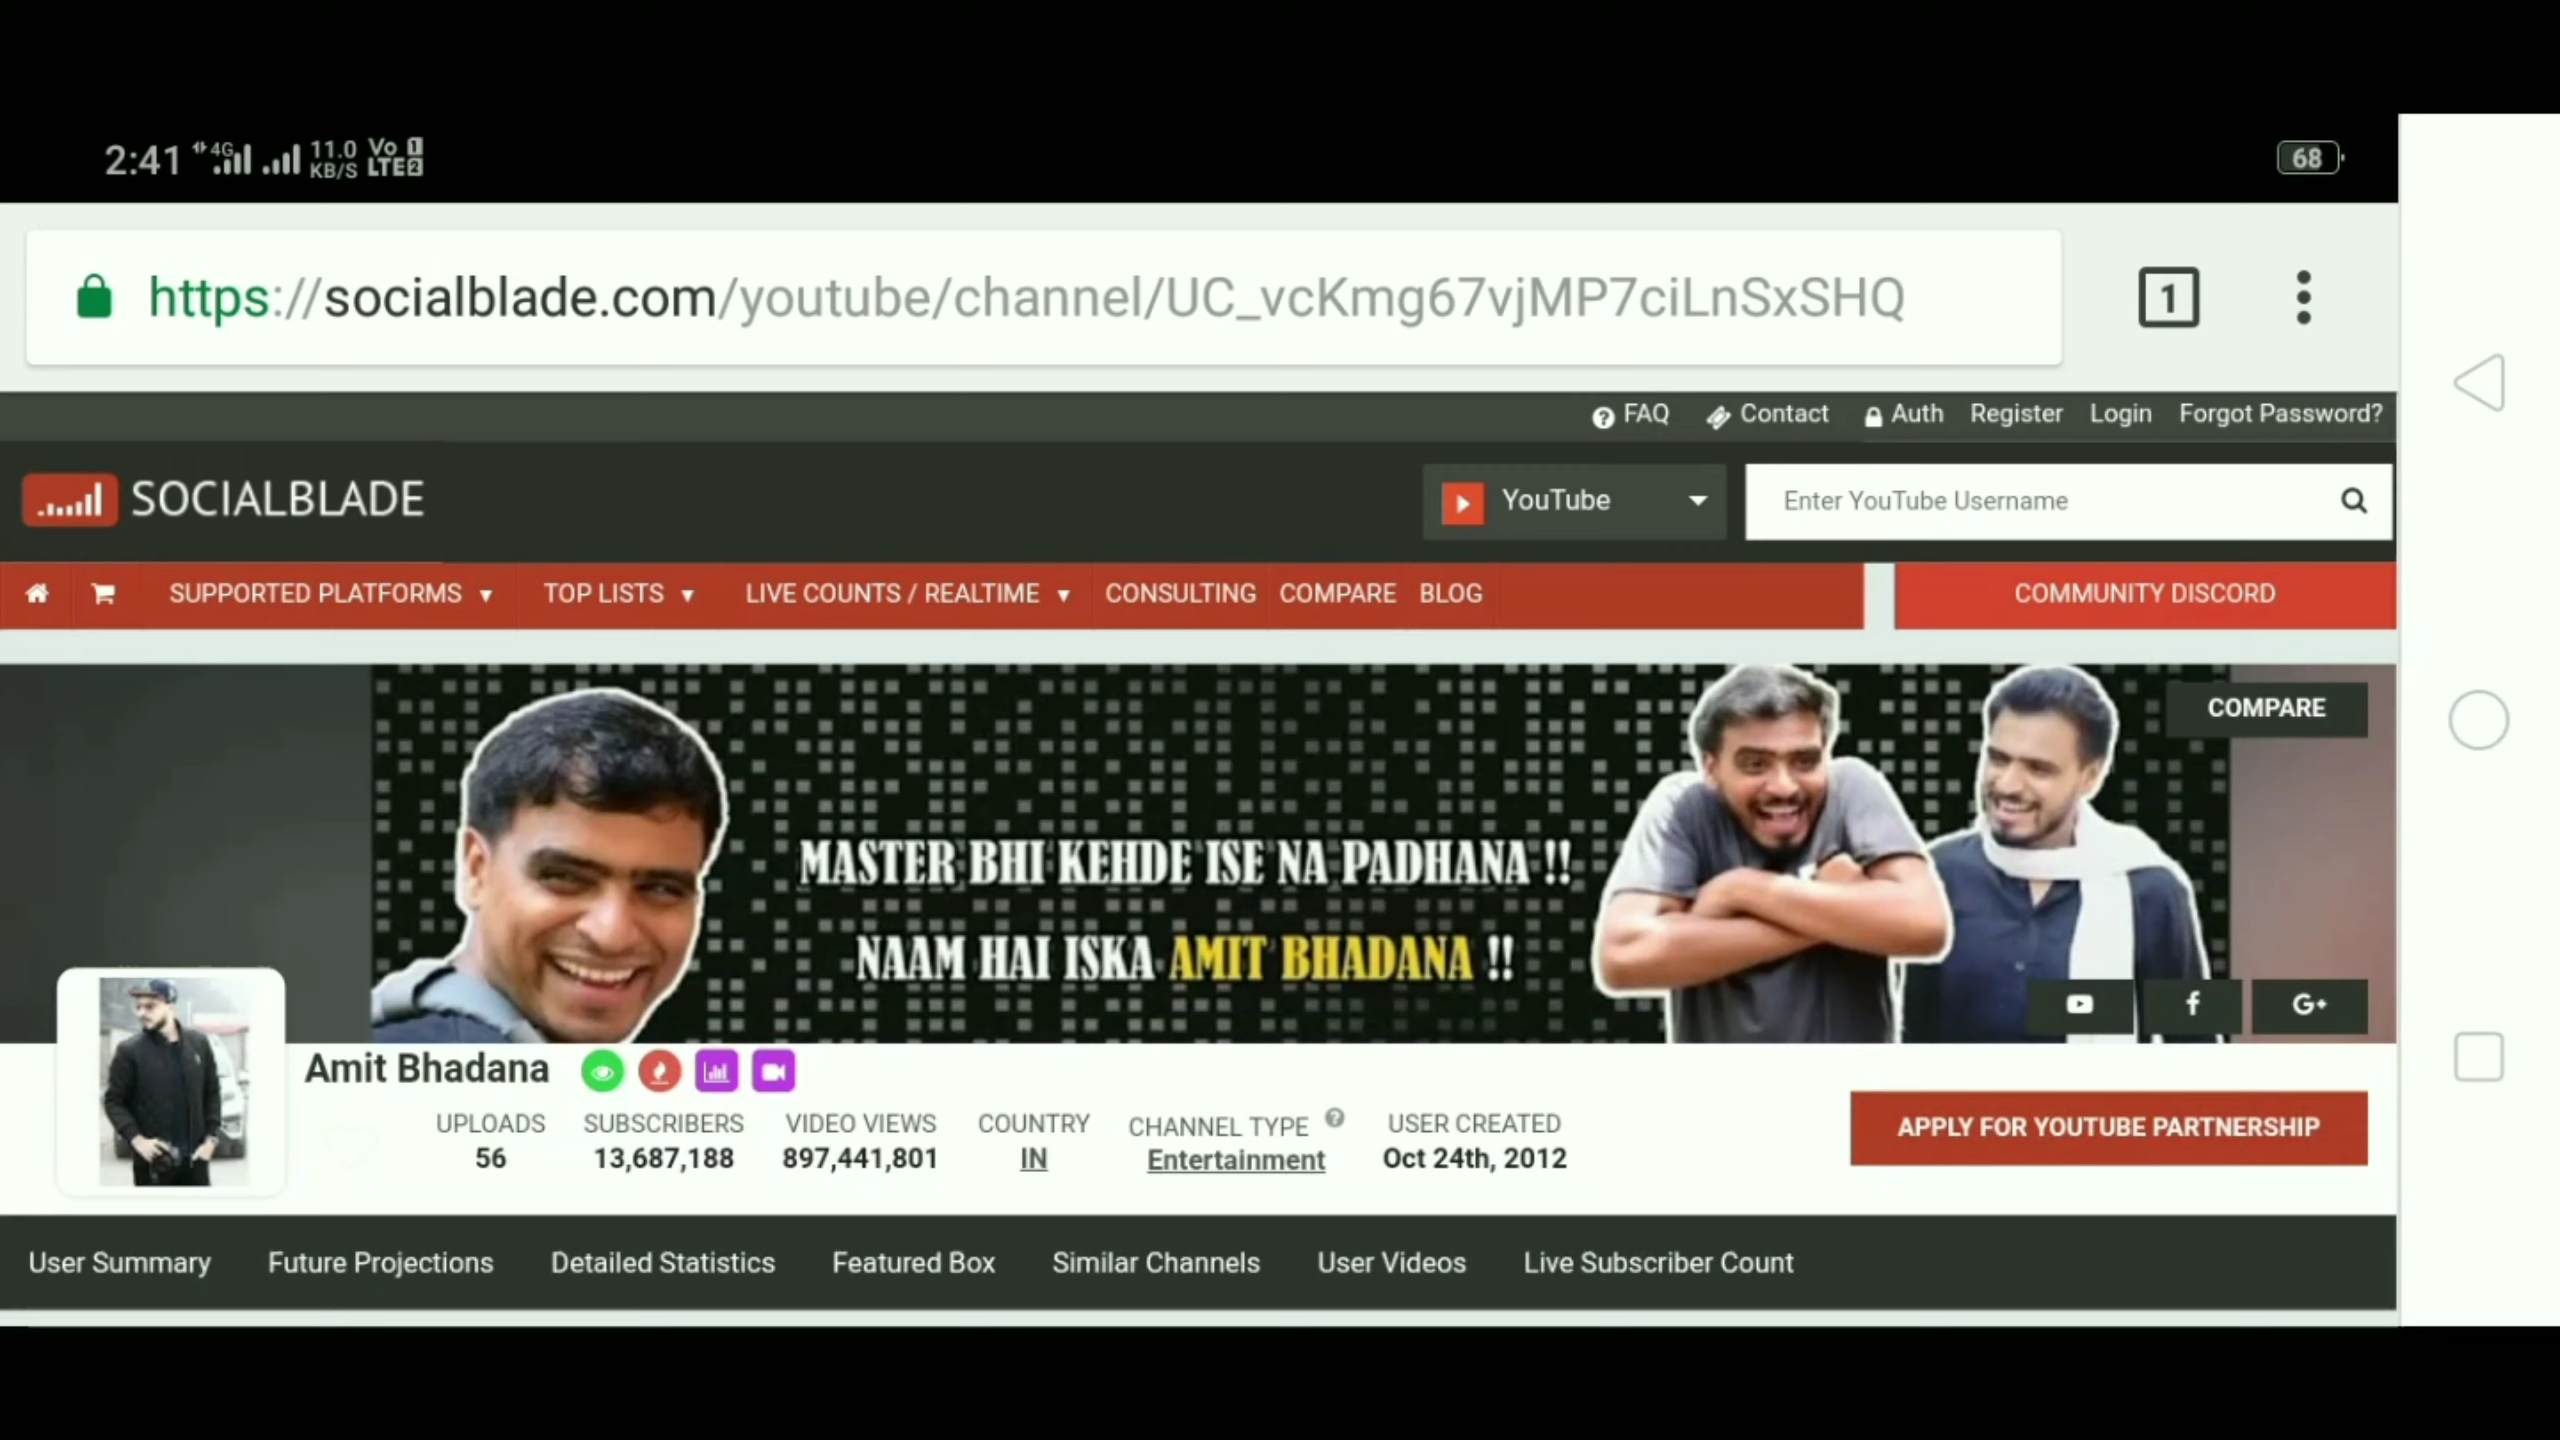 2:41 4G 11.0 KB/S Vo LTE 1 2 68
https://socialblade.com/youtube/channel/UC_vcKmg67vjMP7ciLnSxSHQ
1
FAQ Contact Auth Register Login Forgot Password?
SOCIALBLADE
YouTube
Enter YouTube Username
SUPPORTED PLATFORMS TOP LISTS LIVE COUNTS / REALTIME CONSULTING COMPARE BLOG COMMUNITY DISCORD
COMPARE
MASTER BHI KEHDE ISE NA PADHANA !!
NAAM HAI ISKA AMIT BHADANA !!
f G+
Amit Bhadana
UPLOADS SUBSCRIBERS VIDEO VIEWS COUNTRY CHANNEL TYPE ? USER CREATED
56 13,687,188 897,441,801 IN Entertainment Oct 24th, 2012
APPLY FOR YOUTUBE PARTNERSHIP
User Summary Future Projections Detailed Statistics Featured Box Similar Channels User Videos Live Subscriber Count